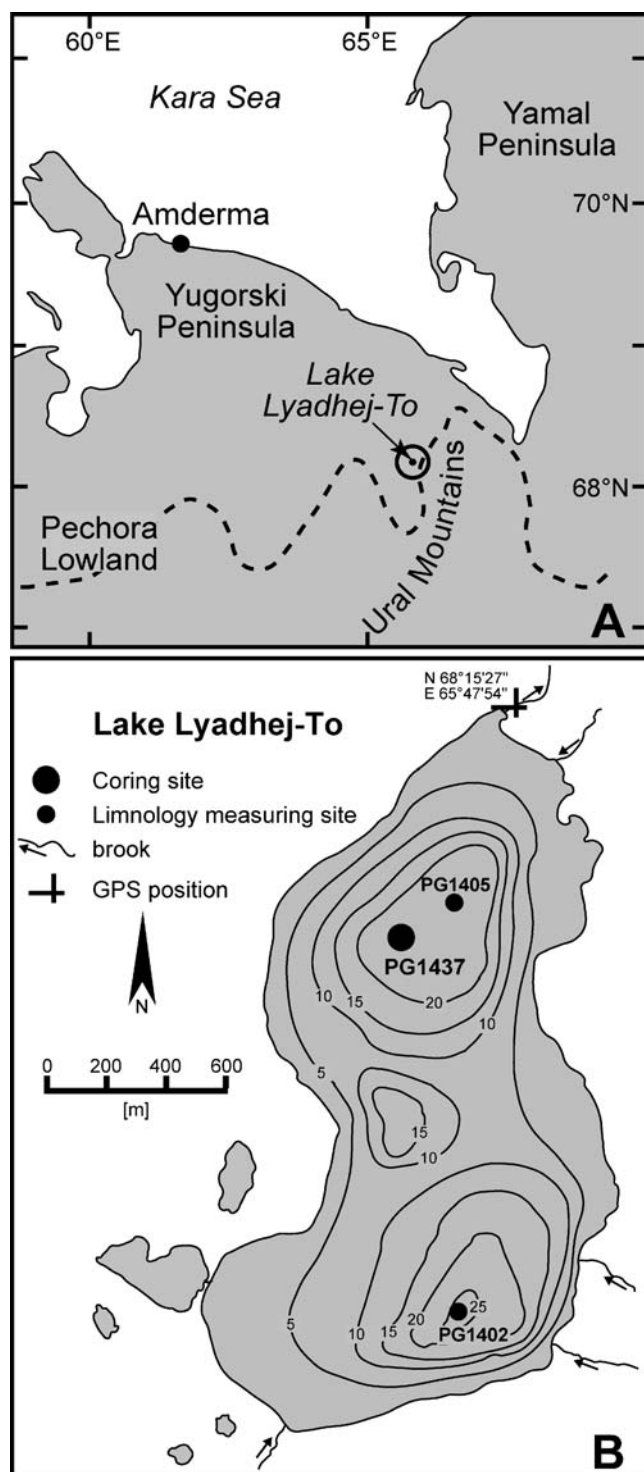 60°E
65°E
Kara Sea
Yamal
Peninsula
70°N
Amderma
Yugorski
Peninsula
Lake
Lyadhej-To
68°N
Pechora
Lowland
Ural Mountains
A
N 68°15'27"
E 65°47'54"
Lake Lyadhej-To
Coring site
Limnology measuring site
brook
GPS position
PG1405
PG1437
N
10
15
20
10
0 200 400 600
[m]
5
15
10
5
10
15
20
25
PG1402
B